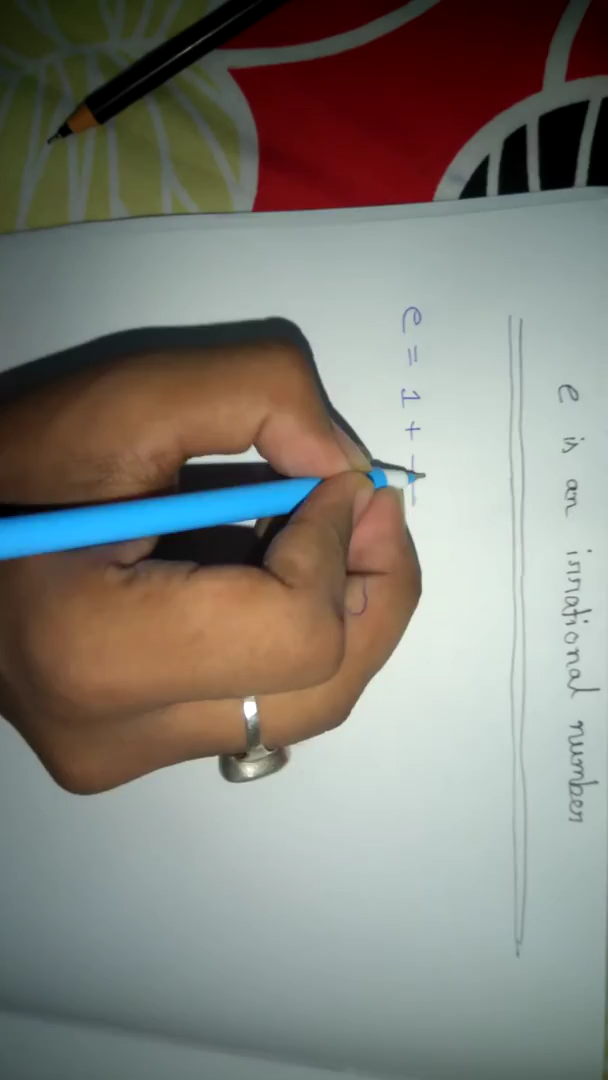 e is an irrational number
e = 1 +